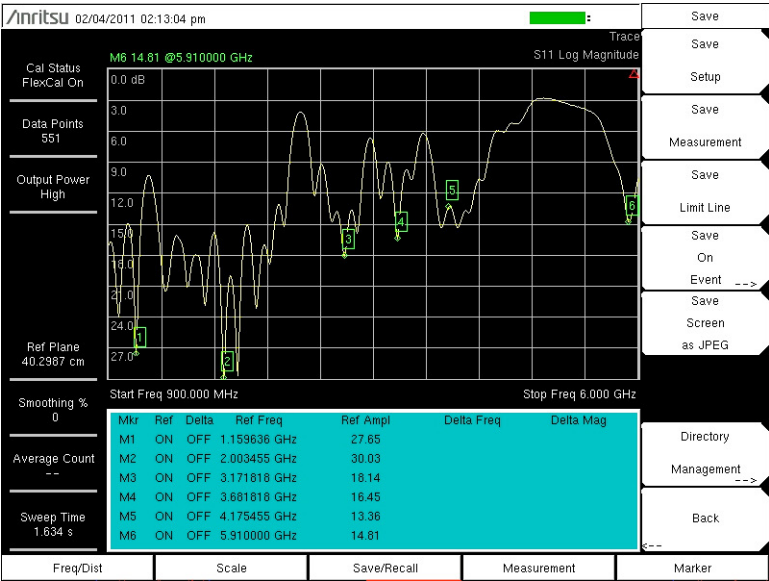 /Inritsu 02/04/2011 02:13:04 pm
Save
Trace
M6 14.81 @5.910000 GHz
S11 Log Magnitude
Cal Status
FlexCal On
Data Points
551
Output Power
High
Ref Plane
40.2987 cm
Smoothing %
0
Average Count
--
Sweep Time
1.634 s
0.0 dB
3.0
6.0
9.0
12.0
15.0
18.0
21.0
24.0
27.0
1
2
3
4
5
6
Start Freq 900.000 MHz
Stop Freq 6.000 GHz
Mkr Ref Delta Ref Freq Ref Ampl Delta Freq Delta Mag
M1 ON OFF 1.159636 GHz 27.65
M2 ON OFF 2.003455 GHz 30.03
M3 ON OFF 3.171818 GHz 18.14
M4 ON OFF 3.681818 GHz 16.45
M5 ON OFF 4.175455 GHz 13.36
M6 ON OFF 5.910000 GHz 14.81
Save
Setup
Save
Measurement
Save
Limit Line
Save
On
Event -->
Save
Screen
as JPEG
Directory
Management
-->
Back
<--
Freq/Dist
Scale
Save/Recall
Measurement
Marker